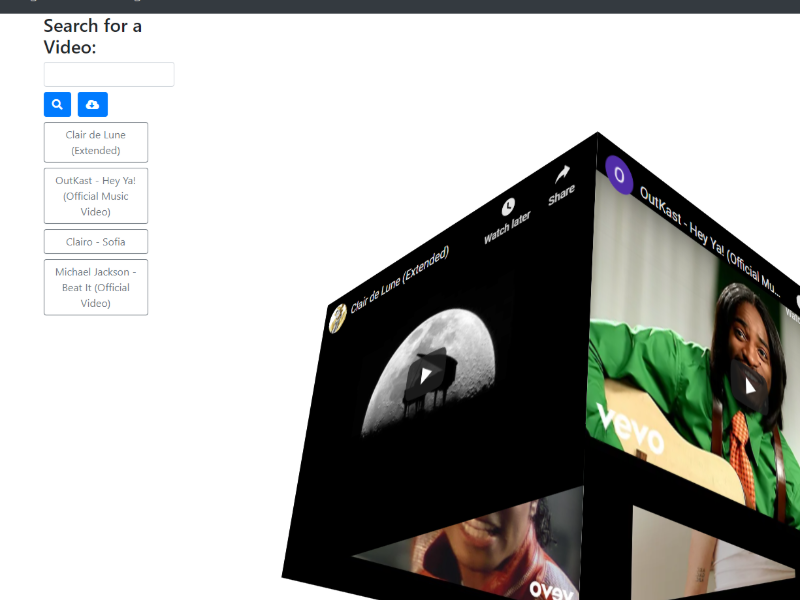 Search for a
Video:
Clair de Lune
(Extended)
OutKast - Hey Ya!
(Official Music
Video)
Clairo - Sofia
Michael Jackson -
Beat It (Official
Video)
Clair de Lune (Extended)
Watch later
Share
O
OutKast - Hey Ya! (Official Mu...
vevo
vevo